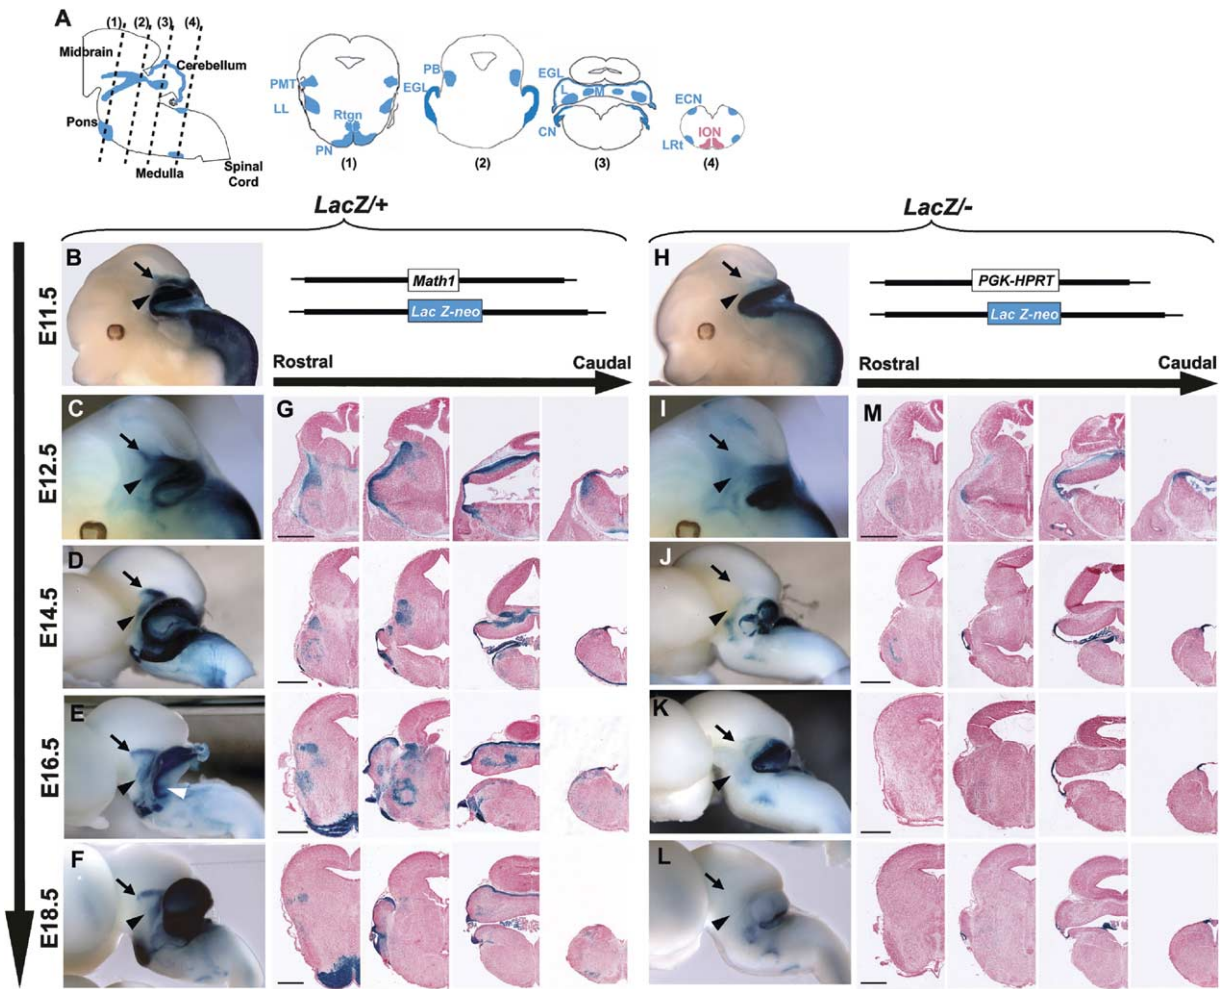 A
(1) (2) (3) (4)
Midbrain
Cerebellum
Pons
Medulla
Spinal
Cord
PMT
LL
Rtgn
PN
(1)
PB
EGL
(2)
EGL
L
M
CN
(3)
ECN
ION
LRt
(4)
LacZ/+
LacZ/-
E11.5
B
Math1
Lac Z-neo
Rostral
Caudal
H
PGK-HPRT
Lac Z-neo
Rostral
Caudal
E12.5
C
G
I
M
E14.5
D
J
E16.5
E
K
E18.5
F
L